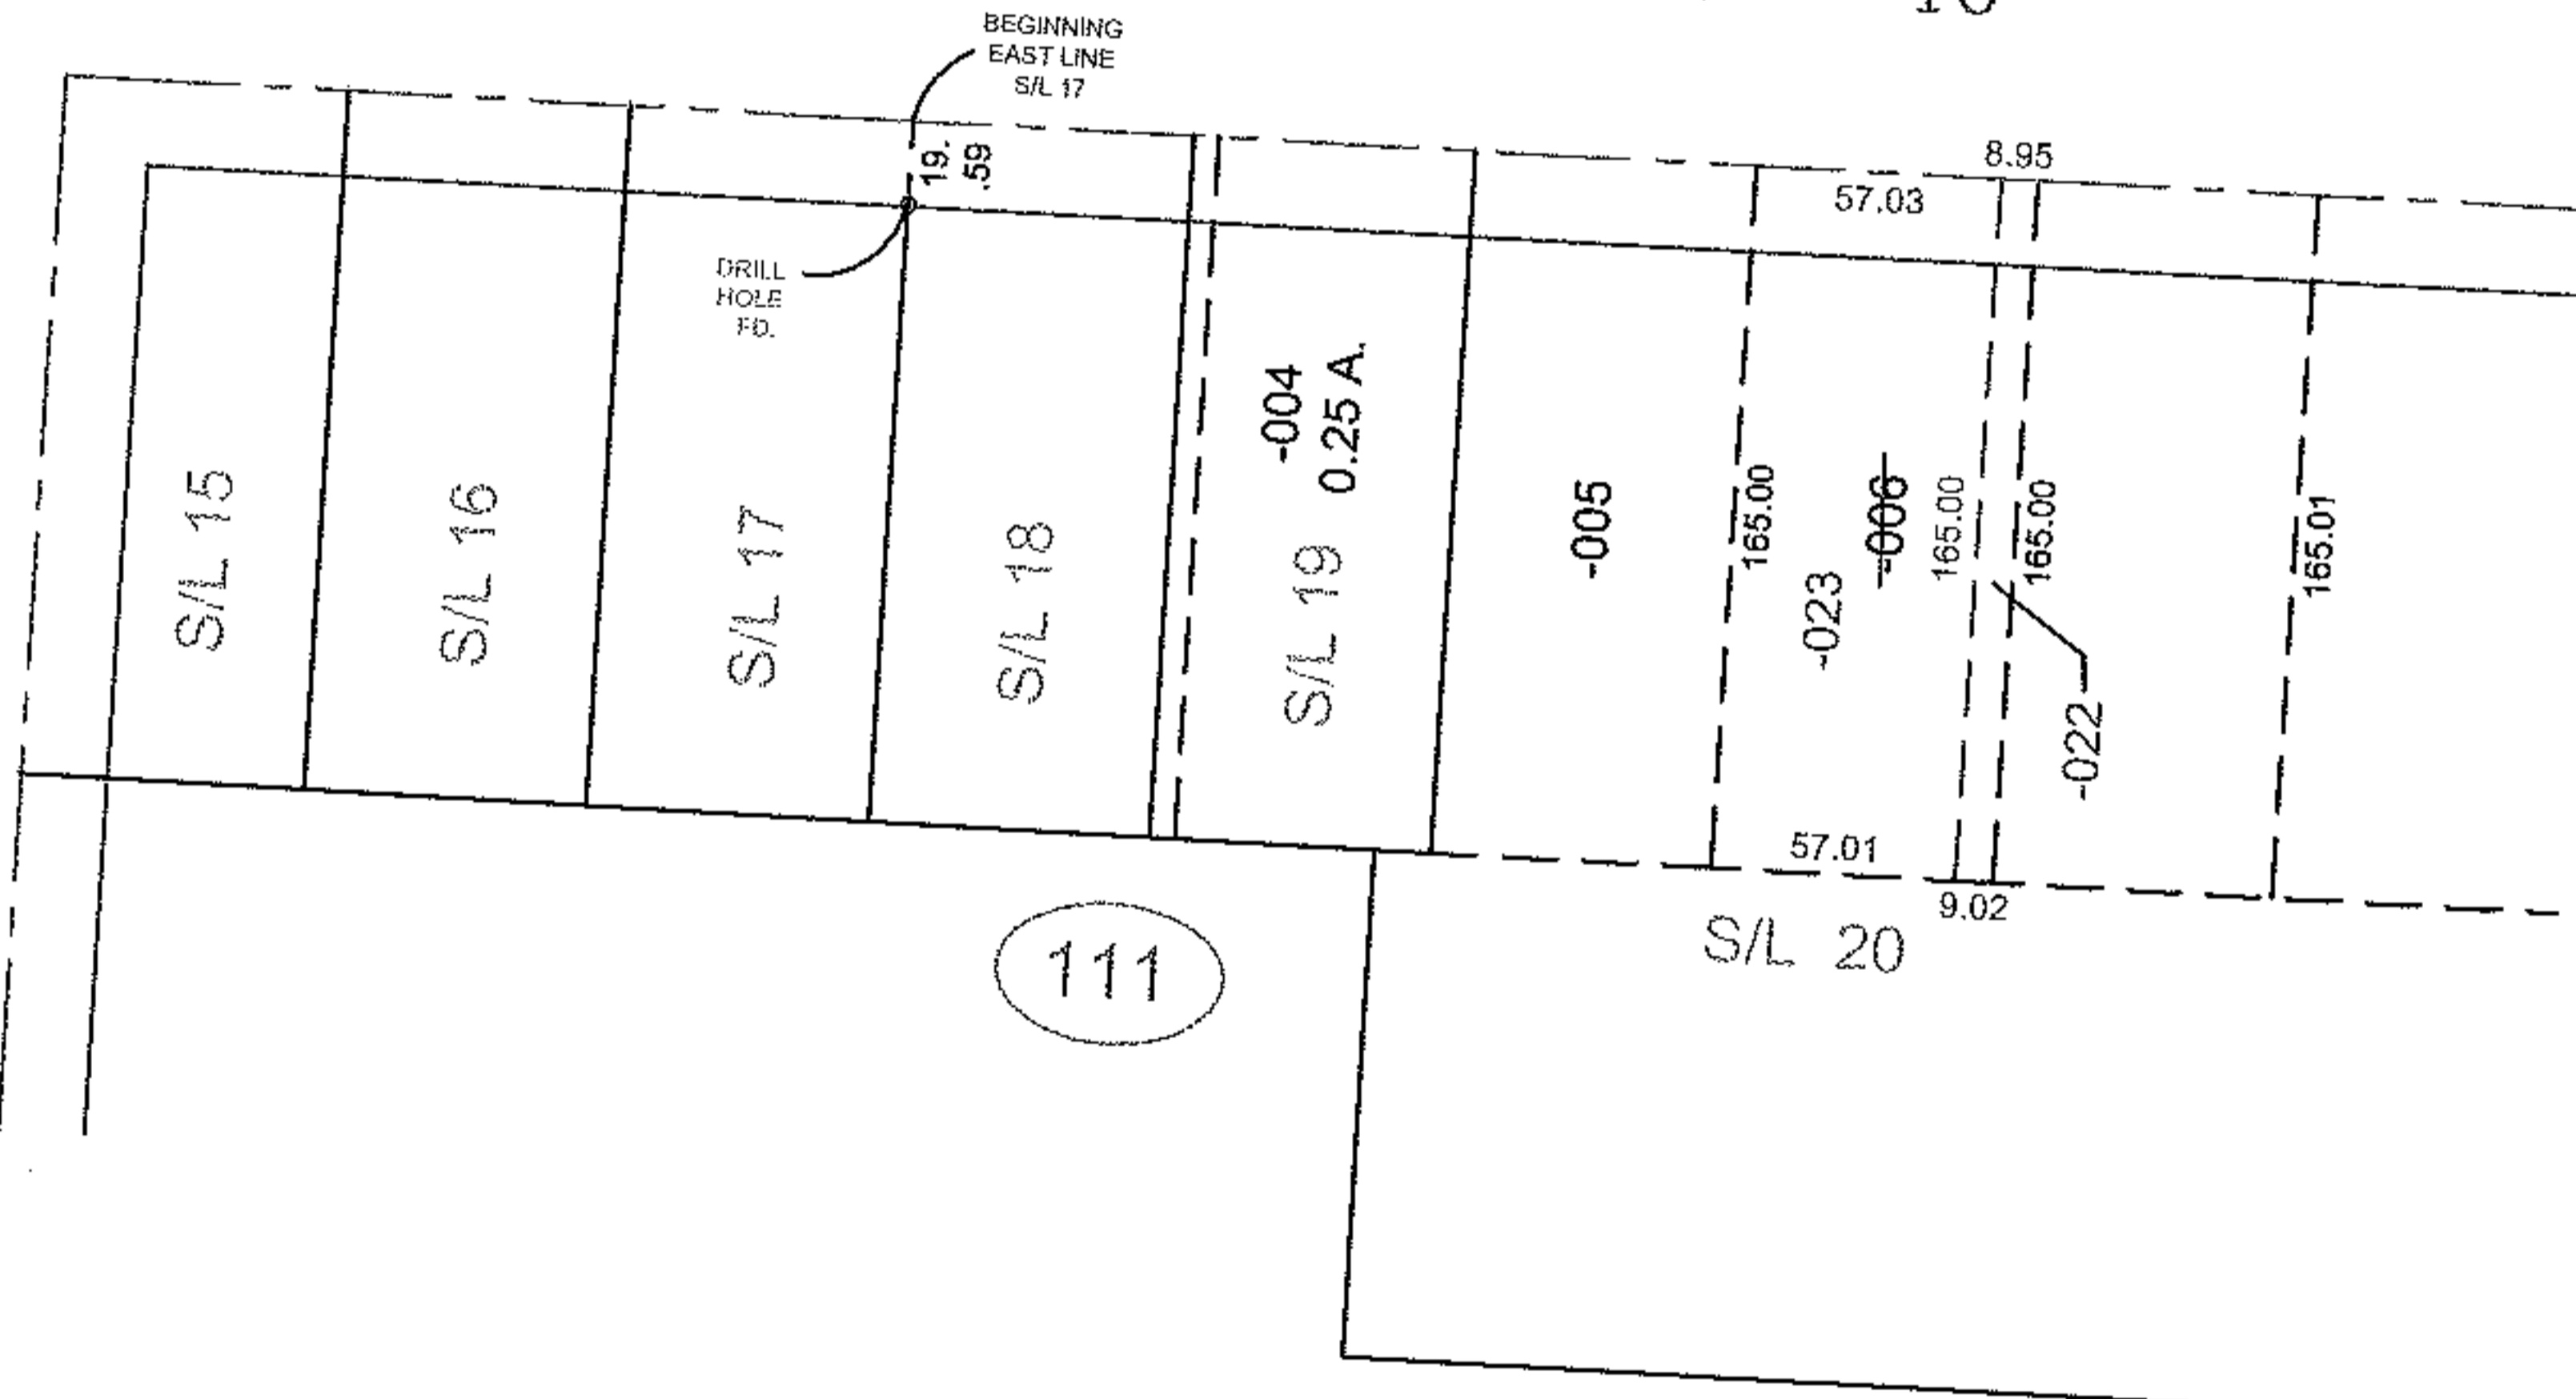 BEGINNING
EAST LINE
S/L 17
19.
.59
8.95
57.03
DRILL
HOLE
FD.
S/L 15
S/L 16
S/L 17
S/L 18
S/L 19
-004
0.25 A.
-005
165.00
-023
-006
165.00
165.00
-022
165.01
57.01
9.02
S/L 20
111